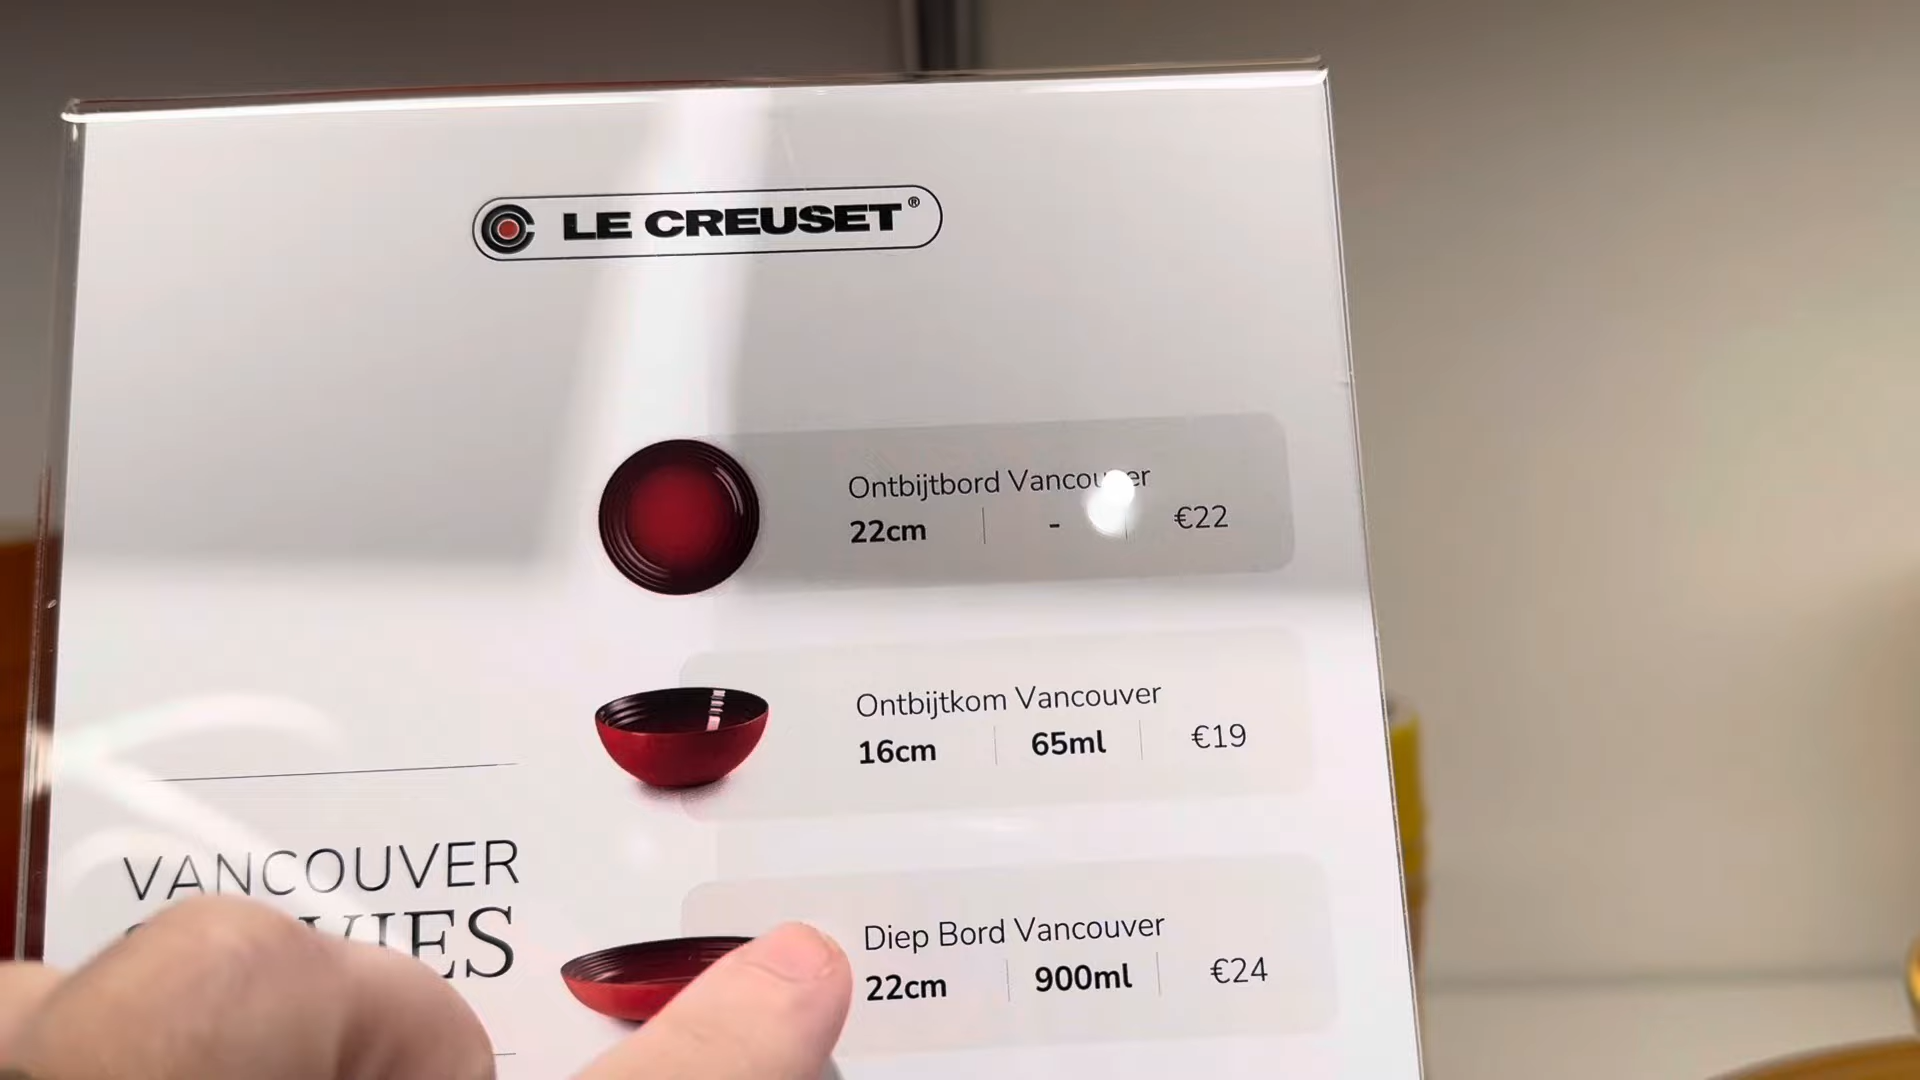 LE CREUSET®
Ontbijtbord Vancouver
22cm - €22
Ontbijtkom Vancouver
16cm 65ml €19
VANCOUVER
Diep Bord Vancouver
22cm 900ml €24